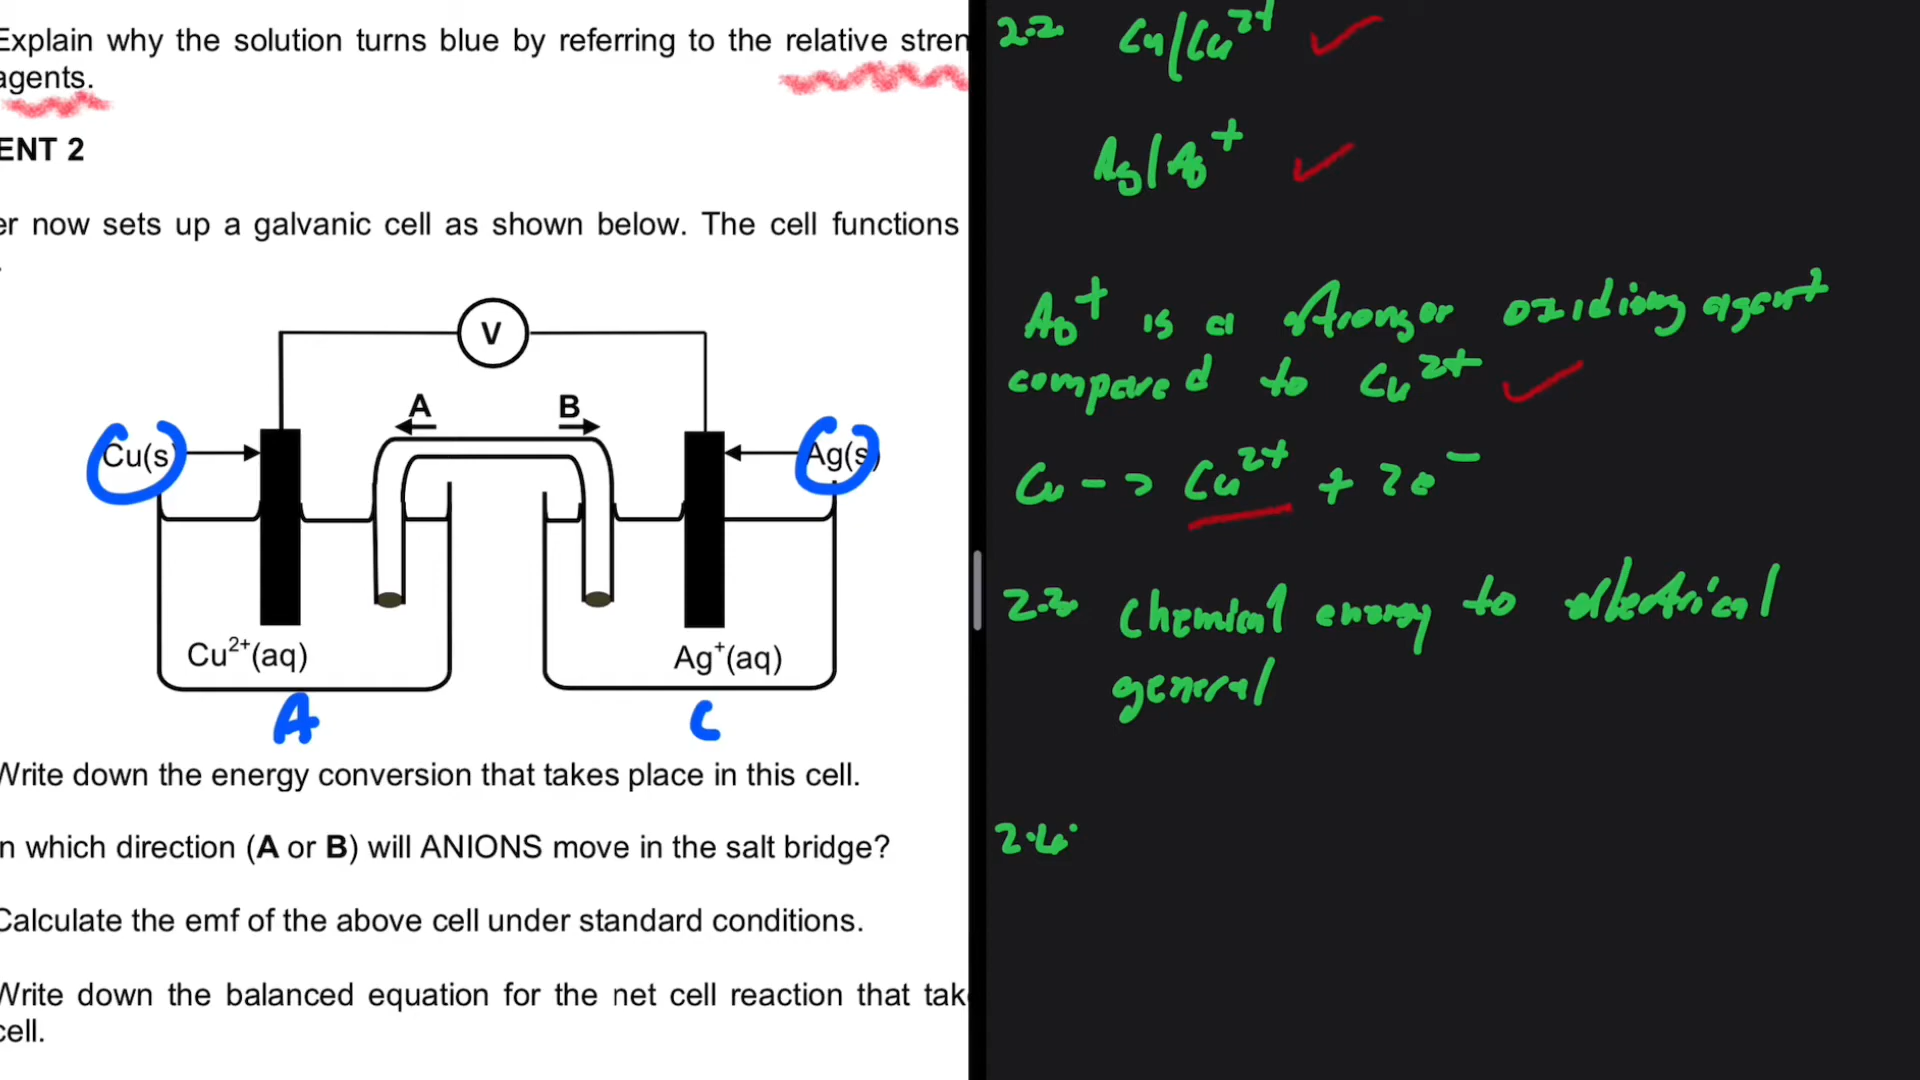 Explain why the solution turns blue by referring to the relative stren
agents.
ENT 2
er now sets up a galvanic cell as shown below. The cell functions
.
V
A B
Cu(s) Ag(s)
Cu²⁺(aq) Ag⁺(aq)
A C
Write down the energy conversion that takes place in this cell.
n which direction (A or B) will ANIONS move in the salt bridge?
Calculate the emf of the above cell under standard conditions.
Write down the balanced equation for the net cell reaction that tak
cell.
2.2 Cu/Cu²⁺
Ag/Ag⁺
Ag⁺ is a stronger oxidising agent
compared to Cu²⁺
Cu -> Cu²⁺ + 2e⁻
Chemical energy to electrical
general